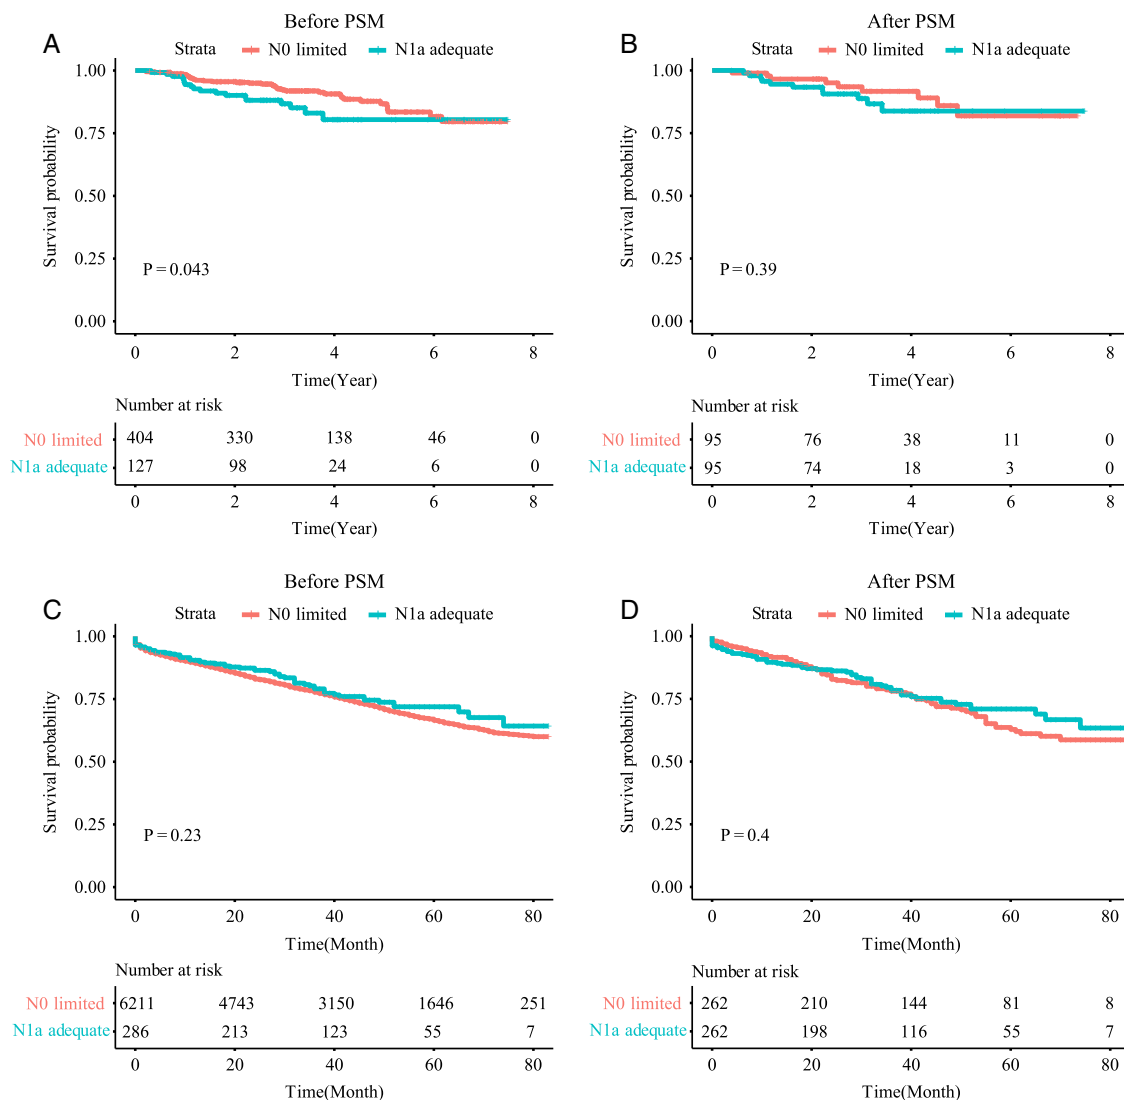 Before PSM
A
Strata N0 limited N1a adequate
1.00
0.75
0.50
0.25
0.00
Survival probability
P = 0.043
0 2 4 6 8
Time(Year)
Number at risk
N0 limited 404 330 138 46 0
N1a adequate 127 98 24 6 0
0 2 4 6 8
Time(Year)
After PSM
B
Strata N0 limited N1a adequate
1.00
0.75
0.50
0.25
0.00
Survival probability
P = 0.39
0 2 4 6 8
Time(Year)
Number at risk
N0 limited 95 76 38 11 0
N1a adequate 95 74 18 3 0
0 2 4 6 8
Time(Year)
Before PSM
C
Strata N0 limited N1a adequate
1.00
0.75
0.50
0.25
0.00
Survival probability
P = 0.23
0 20 40 60 80
Time(Month)
Number at risk
N0 limited 6211 4743 3150 1646 251
N1a adequate 286 213 123 55 7
0 20 40 60 80
Time(Month)
After PSM
D
Strata N0 limited N1a adequate
1.00
0.75
0.50
0.25
0.00
Survival probability
P = 0.4
0 20 40 60 80
Time(Month)
Number at risk
N0 limited 262 210 144 81 8
N1a adequate 262 198 116 55 7
0 20 40 60 80
Time(Month)